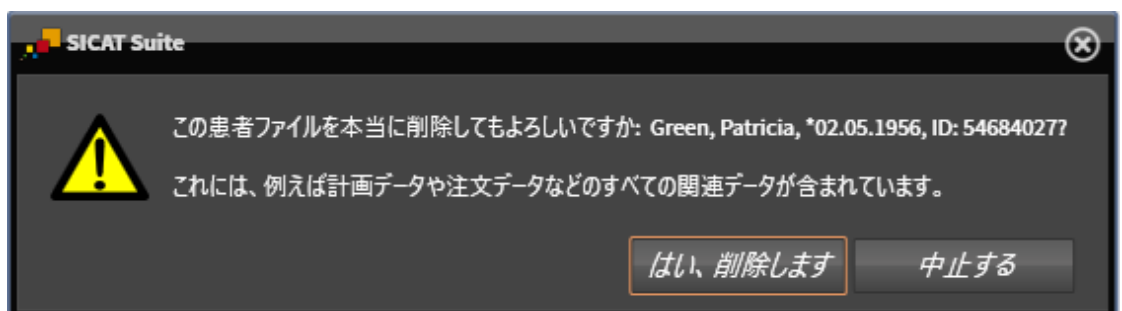 SICAT Suite
この患者ファイルを本当に削除してもよろしいですか: Green, Patricia, *02.05.1956, ID: 54684027?
これには、例えば計画データや注文データなどのすべての関連データが含まれています。
はい、削除します 中止する